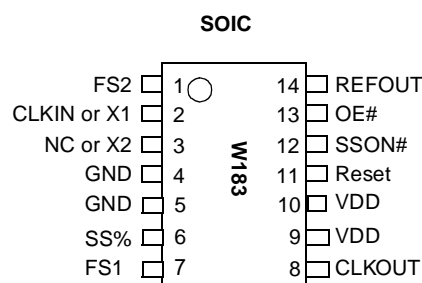 SOIC
FS2 1 14 REFOUT
CLKIN or X1 2 13 OE#
NC or X2 3 12 SSON#
GND 4 11 Reset
GND 5 10 VDD
SS% 6 9 VDD
FS1 7 8 CLKOUT
W183